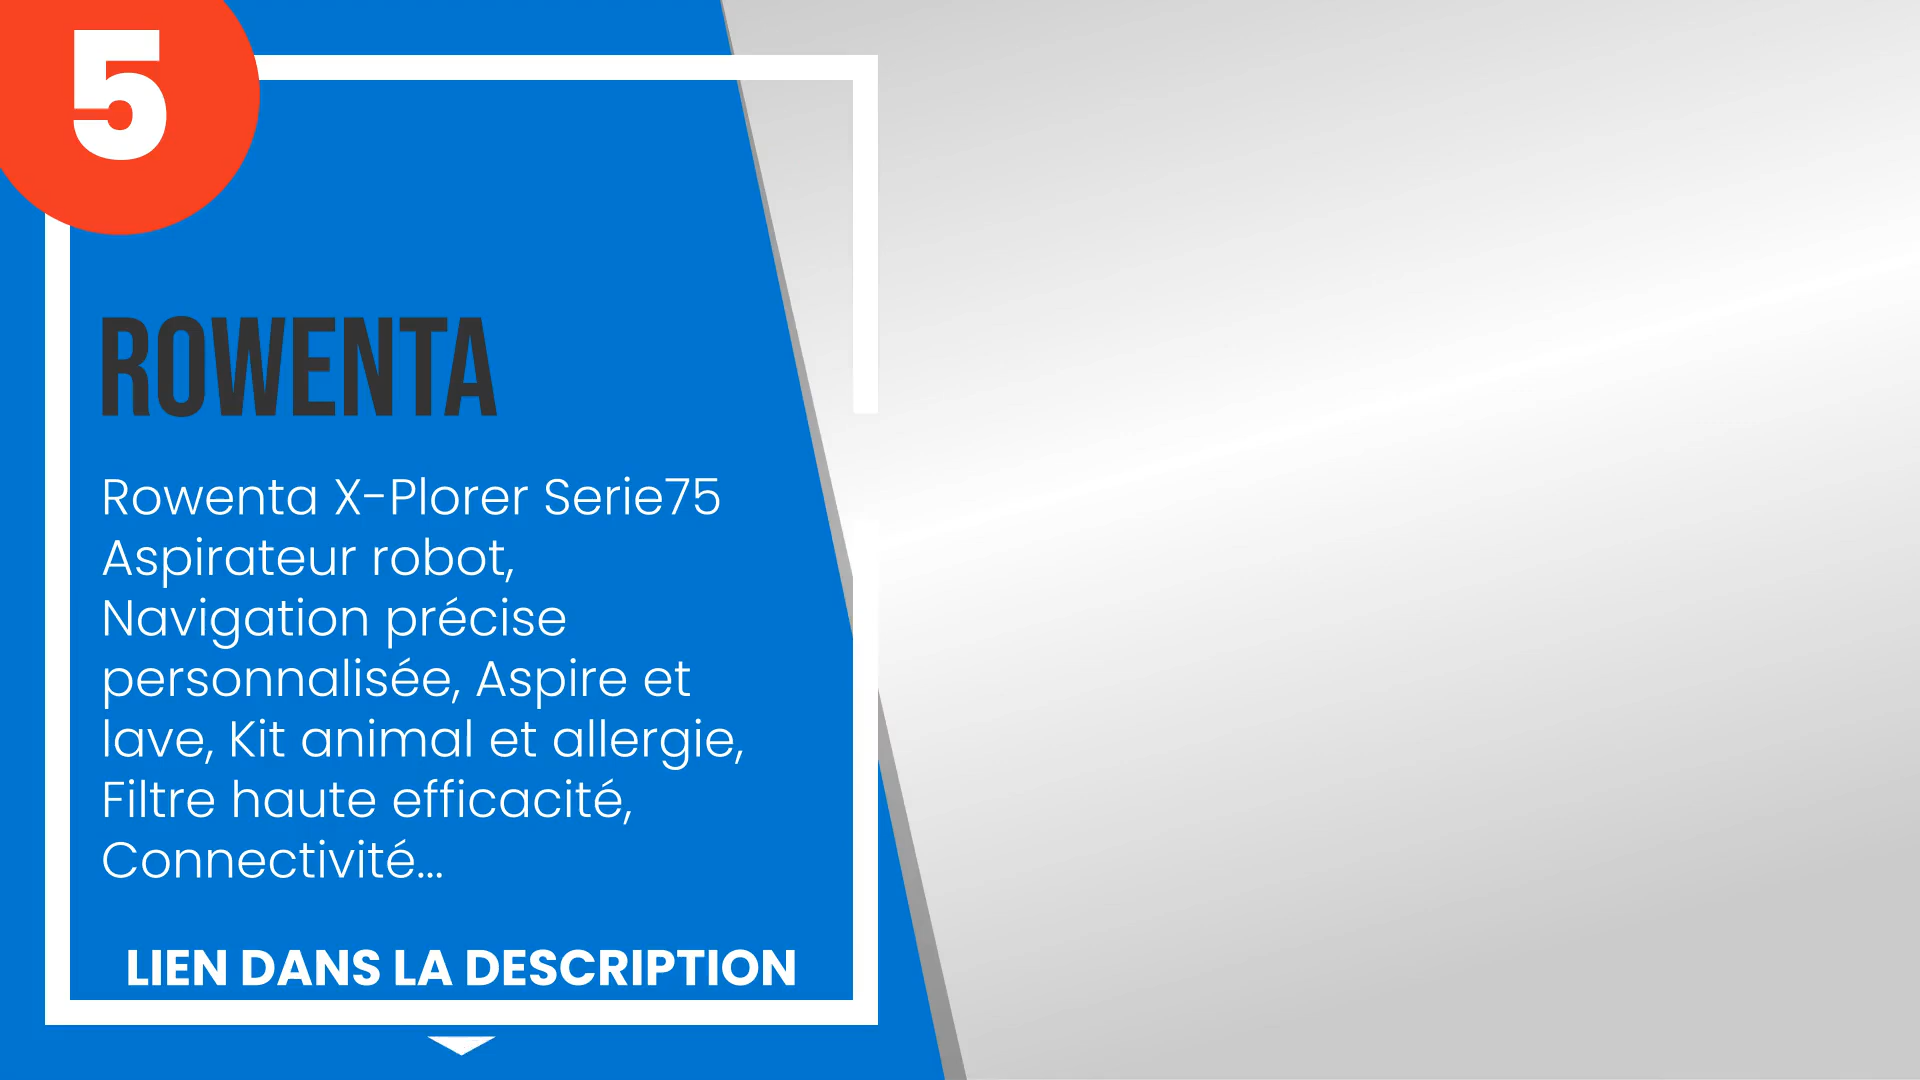 5
ROWENTA
Rowenta X-Plorer Serie75
Aspirateur robot,
Navigation précise
personnalisée, Aspire et
lave, Kit animal et allergie,
Filtre haute efficacité,
Connectivité...
LIEN DANS LA DESCRIPTION